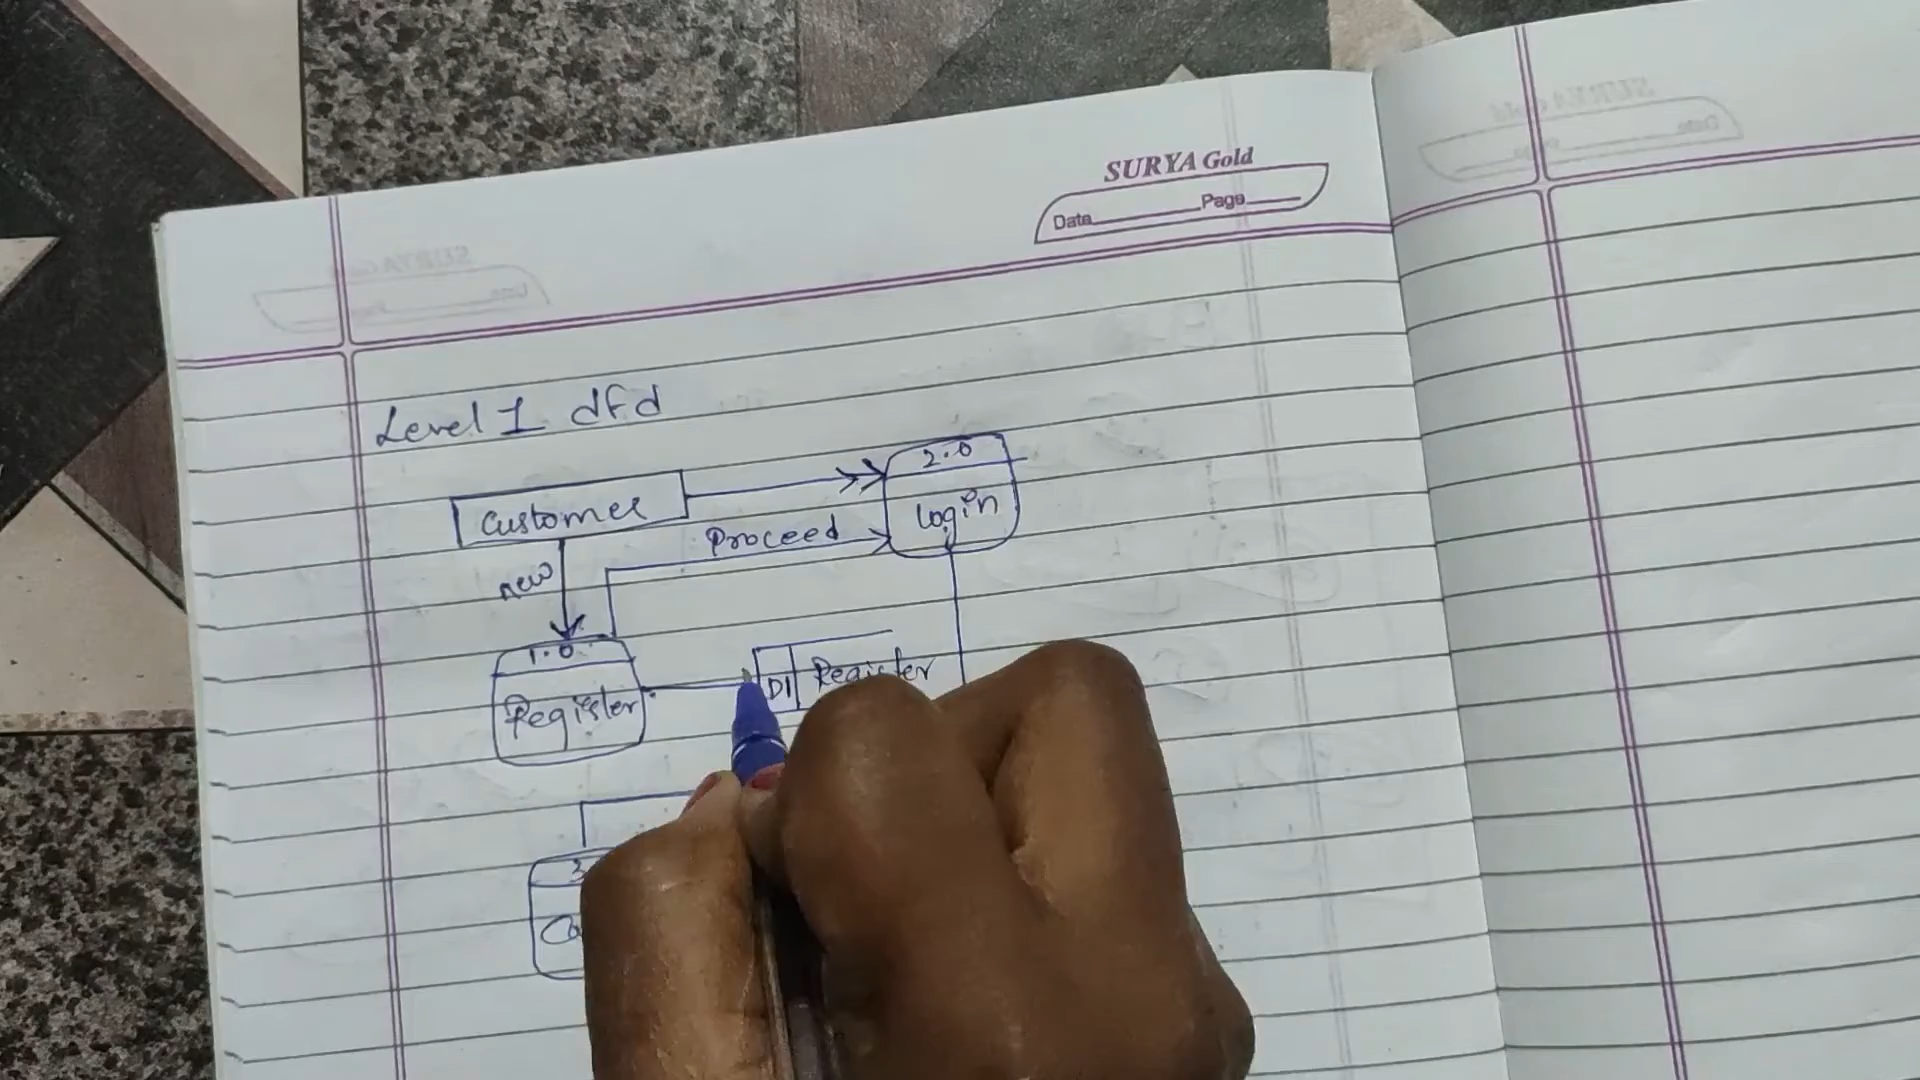 SURYA Gold
Date Page
Level 1 dfd
2.0
Customer
login
Proceed
new
1.0
Register
D1 Register